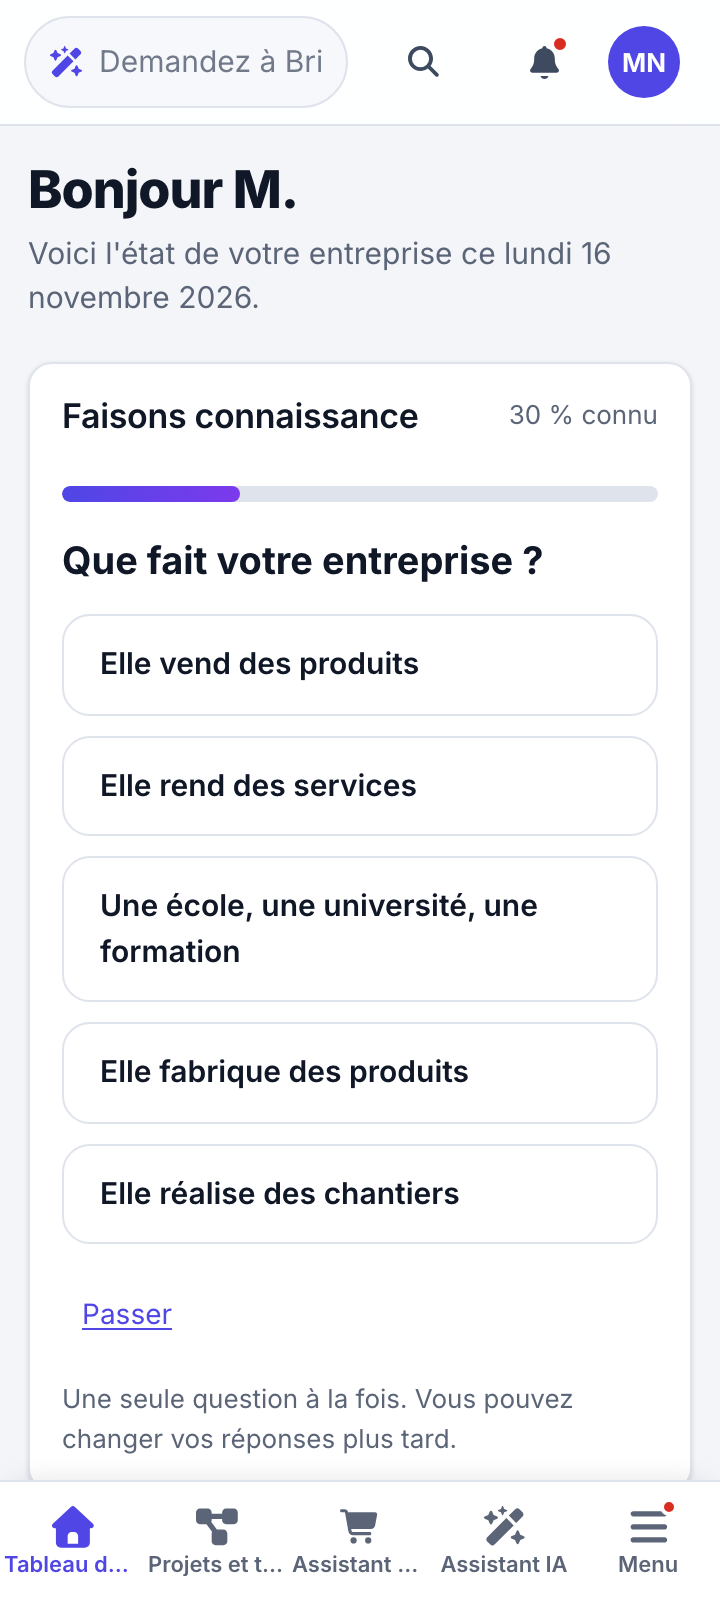 Demandez à Bri
MN
Bonjour M.
Voici l'état de votre entreprise ce lundi 16
novembre 2026.
Faisons connaissance
30 % connu
Que fait votre entreprise ?
Elle vend des produits
Elle rend des services
Une école, une université, une
formation
Elle fabrique des produits
Elle réalise des chantiers
Passer
Une seule question à la fois. Vous pouvez
changer vos réponses plus tard.
Tableau d...
Projets et t...
Assistant ...
Assistant IA
Menu